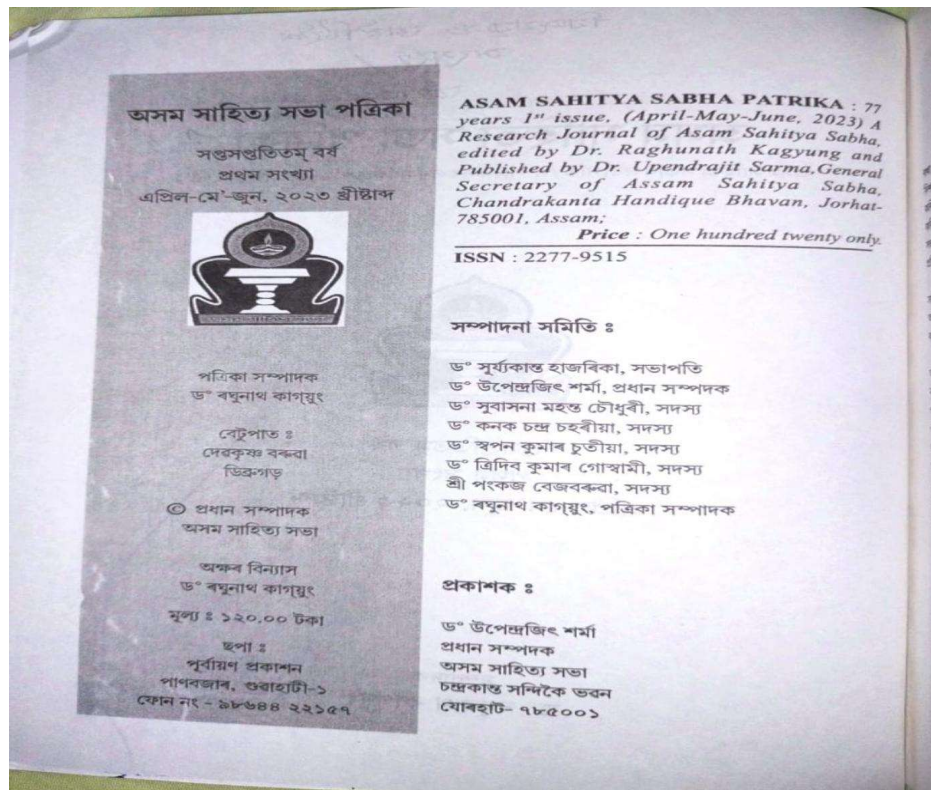 অসম সাহিত্য সভা পত্ৰিকা
সপ্তসপ্ততিতম্ বৰ্ষ
প্ৰথম সংখ্যা
এপ্ৰিল-মে'-জুন, ২০২৩ খ্ৰীষ্টাব্দ
পত্ৰিকা সম্পাদক
ড° ৰঘুনাথ কাগয়ুং
বেটুপাত ঃ
দেৱকৃষ্ণ বৰুৱা
ডিব্ৰুগড়
© প্ৰধান সম্পাদক
অসম সাহিত্য সভা
অক্ষৰ বিন্যাস
ড° ৰঘুনাথ কাগ্য়ুং
মূল্য ঃ ১২০.০০ টকা
ছপা ঃ
পূৰ্বায়ণ প্ৰকাশন
পাণবজাৰ, গুৱাহাটী-১
ফোন নং - ৯৮৬৪৪ ২২১৫৭
ASAM SAHITYA SABHA PATRIKA : 77
years 1st issue, (April-May-June, 2023) A
Research Journal of Asam Sahitya Sabha,
edited by Dr. Raghunath Kagyung and
Published by Dr. Upendrajit Sarma,General
Secretary of Assam Sahitya Sabha,
Chandrakanta Handique Bhavan, Jorhat-
785001, Assam;
Price : One hundred twenty only.
ISSN : 2277-9515
সম্পাদনা সমিতি ঃ
ড° সূৰ্য্যকান্ত হাজৰিকা, সভাপতি
ড° উপেন্দ্ৰজিৎ শৰ্মা, প্ৰধান সম্পাদক
ড° সুবাসনা মহন্ত চৌধুৰী, সদস্য
ড° কনক চন্দ্ৰ চহৰীয়া, সদস্য
ড° স্বপন কুমাৰ চুতীয়া, সদস্য
ড° ত্ৰিদিব কুমাৰ গোস্বামী, সদস্য
শ্ৰী পংকজ বেজবৰুৱা, সদস্য
ড° ৰঘুনাথ কাগ্য়ুং, পত্ৰিকা সম্পাদক
প্ৰকাশক ঃ
ড° উপেন্দ্ৰজিৎ শৰ্মা
প্ৰধান সম্পাদক
অসম সাহিত্য সভা
চন্দ্ৰকান্ত সন্দিকৈ ভৱন
যোৰহাট- ৭৮৫০০১